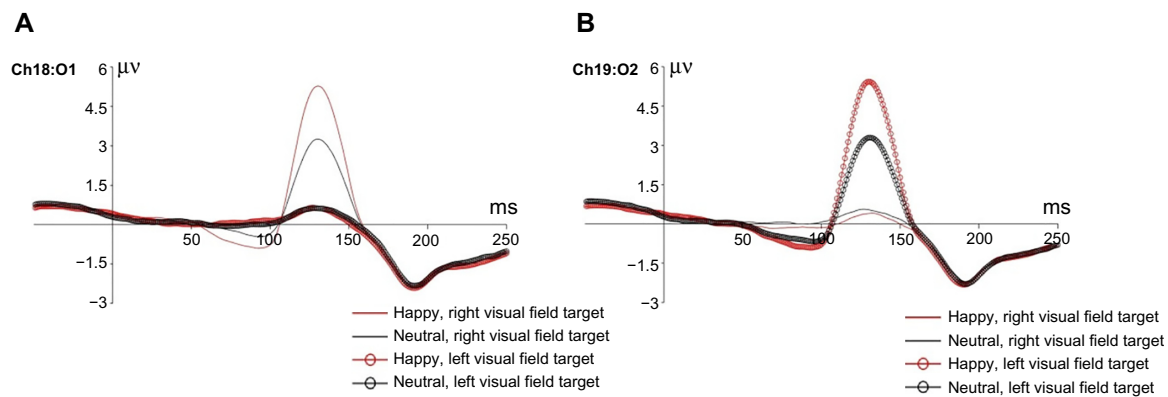 A
Ch18:O1
μv
6
4.5
3
1.5
−1.5
−3
50
100
150
200
250
ms
Happy, right visual field target
Neutral, right visual field target
Happy, left visual field target
Neutral, left visual field target
B
Ch19:O2
μv
6
4.5
3
1.5
−1.5
−3
50
100
150
200
250
ms
Happy, right visual field target
Neutral, right visual field target
Happy, left visual field target
Neutral, left visual field target